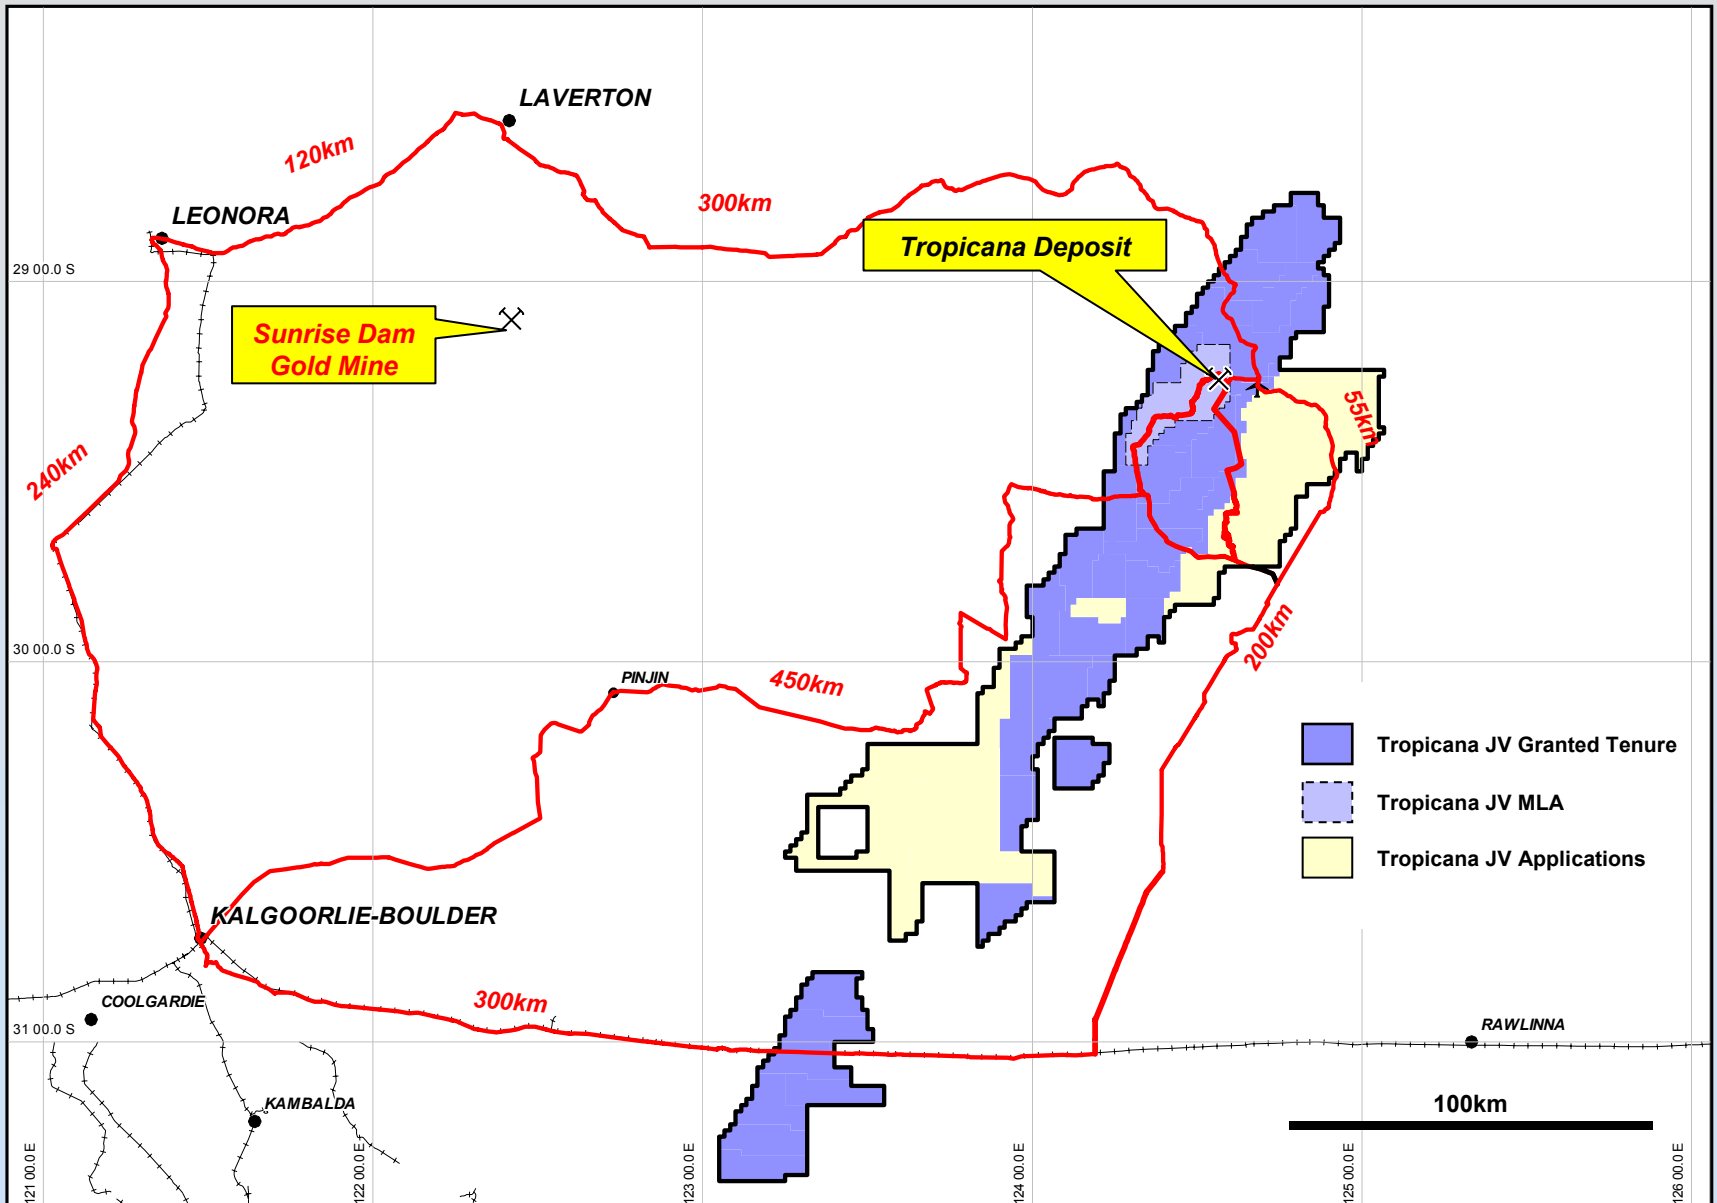 LAVERTON
120km
LEONORA
300km
Tropicana Deposit
29 00.0 S
Sunrise Dam
Gold Mine
55km
240km
200km
30 00.0 S
PINJIN
450km
Tropicana JV Granted Tenure
Tropicana JV MLA
Tropicana JV Applications
KALGOORLIE-BOULDER
COOLGARDIE
300km
31 00.0 S
RAWLINNA
KAMBALDA
100km
121 00.0 E
122 00.0 E
123 00.0 E
124 00.0 E
125 00.0 E
126 00.0 E